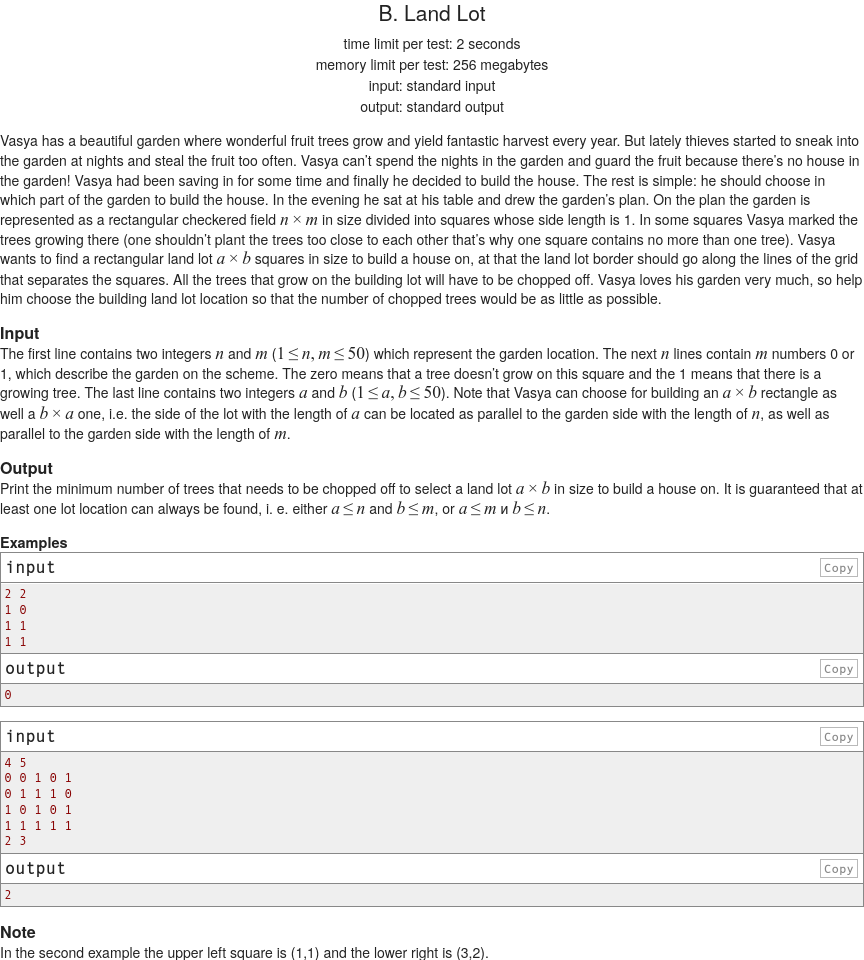 B. Land Lot
time limit per test: 2 seconds
memory limit per test: 256 megabytes
input: standard input
output: standard output
Vasya has a beautiful garden where wonderful fruit trees grow and yield fantastic harvest every year. But lately thieves started to sneak into
the garden at nights and steal the fruit too often. Vasya can't spend the nights in the garden and guard the fruit because there's no house in
the garden! Vasya had been saving in for some time and finally he decided to build the house. The rest is simple: he should choose in
which part of the garden to build the house. In the evening he sat at his table and drew the garden's plan. On the plan the garden is
represented as a rectangular checkered field n × m in size divided into squares whose side length is 1. In some squares Vasya marked the
trees growing there (one shouldn't plant the trees too close to each other that's why one square contains no more than one tree). Vasya
wants to find a rectangular land lot a × b squares in size to build a house on, at that the land lot border should go along the lines of the grid
that separates the squares. All the trees that grow on the building lot will have to be chopped off. Vasya loves his garden very much, so help
him choose the building land lot location so that the number of chopped trees would be as little as possible.
Input
The first line contains two integers n and m (1 ≤ n, m ≤ 50) which represent the garden location. The next n lines contain m numbers 0 or
1, which describe the garden on the scheme. The zero means that a tree doesn't grow on this square and the 1 means that there is a
growing tree. The last line contains two integers a and b (1 ≤ a, b ≤ 50). Note that Vasya can choose for building an a × b rectangle as
well a b × a one, i.e. the side of the lot with the length of a can be located as parallel to the garden side with the length of n, as well as
parallel to the garden side with the length of m.
Output
Print the minimum number of trees that needs to be chopped off to select a land lot a × b in size to build a house on. It is guaranteed that at
least one lot location can always be found, i. e. either a ≤ n and b ≤ m, or a ≤ m и b ≤ n.
Examples
input Copy
2 2
1 0
1 1
1 1
output Copy
0
input Copy
4 5
0 0 1 0 1
0 1 1 1 0
1 0 1 0 1
1 1 1 1 1
2 3
output Copy
2
Note
In the second example the upper left square is (1,1) and the lower right is (3,2).